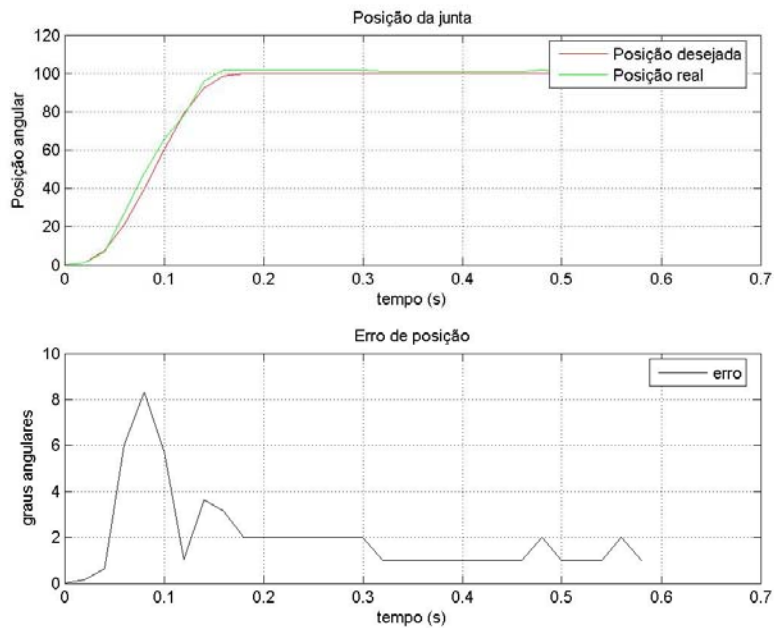 Posição da junta
120
100
80
60
40
20
0
Posição angular
Posição desejada
Posição real
0 0.1 0.2 0.3 0.4 0.5 0.6 0.7
tempo (s)
Erro de posição
10
8
6
4
2
0
graus angulares
erro
0 0.1 0.2 0.3 0.4 0.5 0.6 0.7
tempo (s)